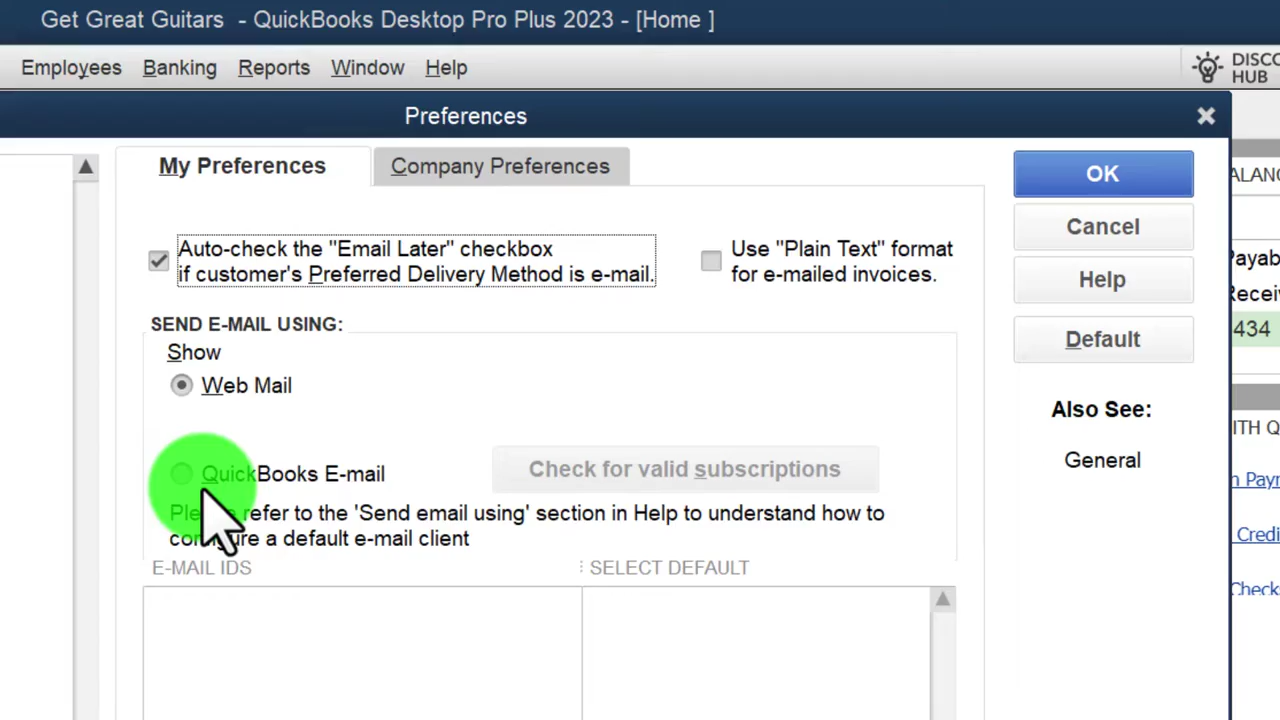 Get Great Guitars - QuickBooks Desktop Pro Plus 2023 - [Home ]
Employees Banking Reports Window Help
DISCO
HUB
Preferences
My Preferences Company Preferences
OK
Cancel
Help
Default
Also See:
General
Auto-check the "Email Later" checkbox
if customer's Preferred Delivery Method is e-mail.
Use "Plain Text" format
for e-mailed invoices.
SEND E-MAIL USING:
Show
Web Mail
QuickBooks E-mail
Check for valid subscriptions
Please refer to the 'Send email using' section in Help to understand how to
configure a default e-mail client
E-MAIL IDS
SELECT DEFAULT
ALANC
Payab
Recei
434
ITH Q
n Payr
Credi
Check